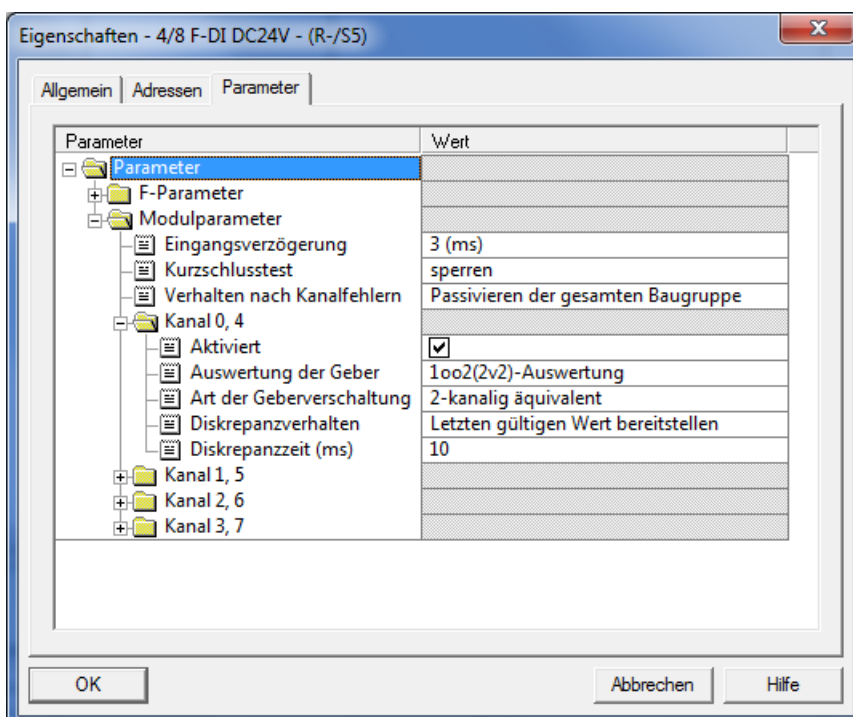 Eigenschaften - 4/8 F-DI DC24V - (R-/S5)
Allgemein Adressen Parameter
Parameter Wert
Parameter
F-Parameter
Modulparameter
Eingangsverzögerung 3 (ms)
Kurzschlusstest sperren
Verhalten nach Kanalfehlern Passivieren der gesamten Baugruppe
Kanal 0, 4
Aktiviert
Auswertung der Geber 1oo2(2v2)-Auswertung
Art der Geberverschaltung 2-kanalig äquivalent
Diskrepanzverhalten Letzten gültigen Wert bereitstellen
Diskrepanzzeit (ms) 10
Kanal 1, 5
Kanal 2, 6
Kanal 3, 7
OK Abbrechen Hilfe